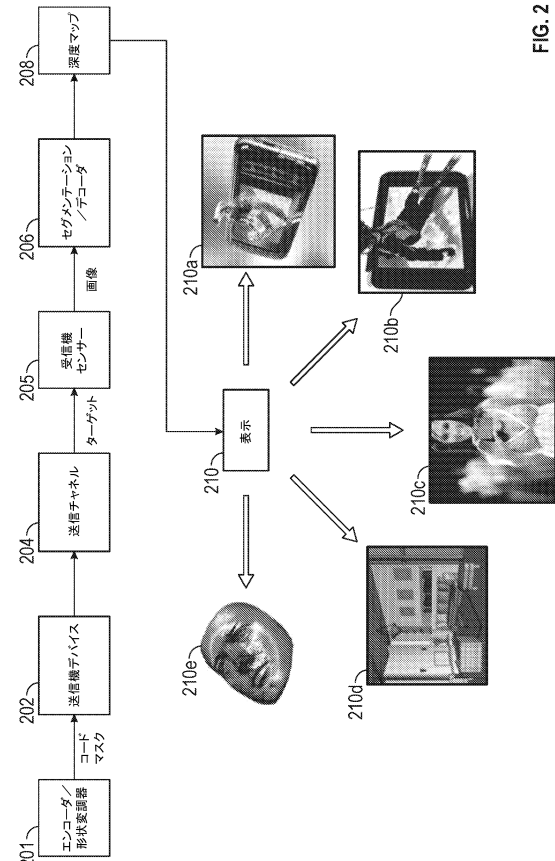 201
エンコーダ／
形状変調器
コード
マスク
202
送信機デバイス
204
送信チャネル
ターゲット
205
受信機
センサー
画像
206
セグメンテーション
／デコーダ
208
深度マップ
210
表示
210a
210b
210c
210d
210e
FIG. 2